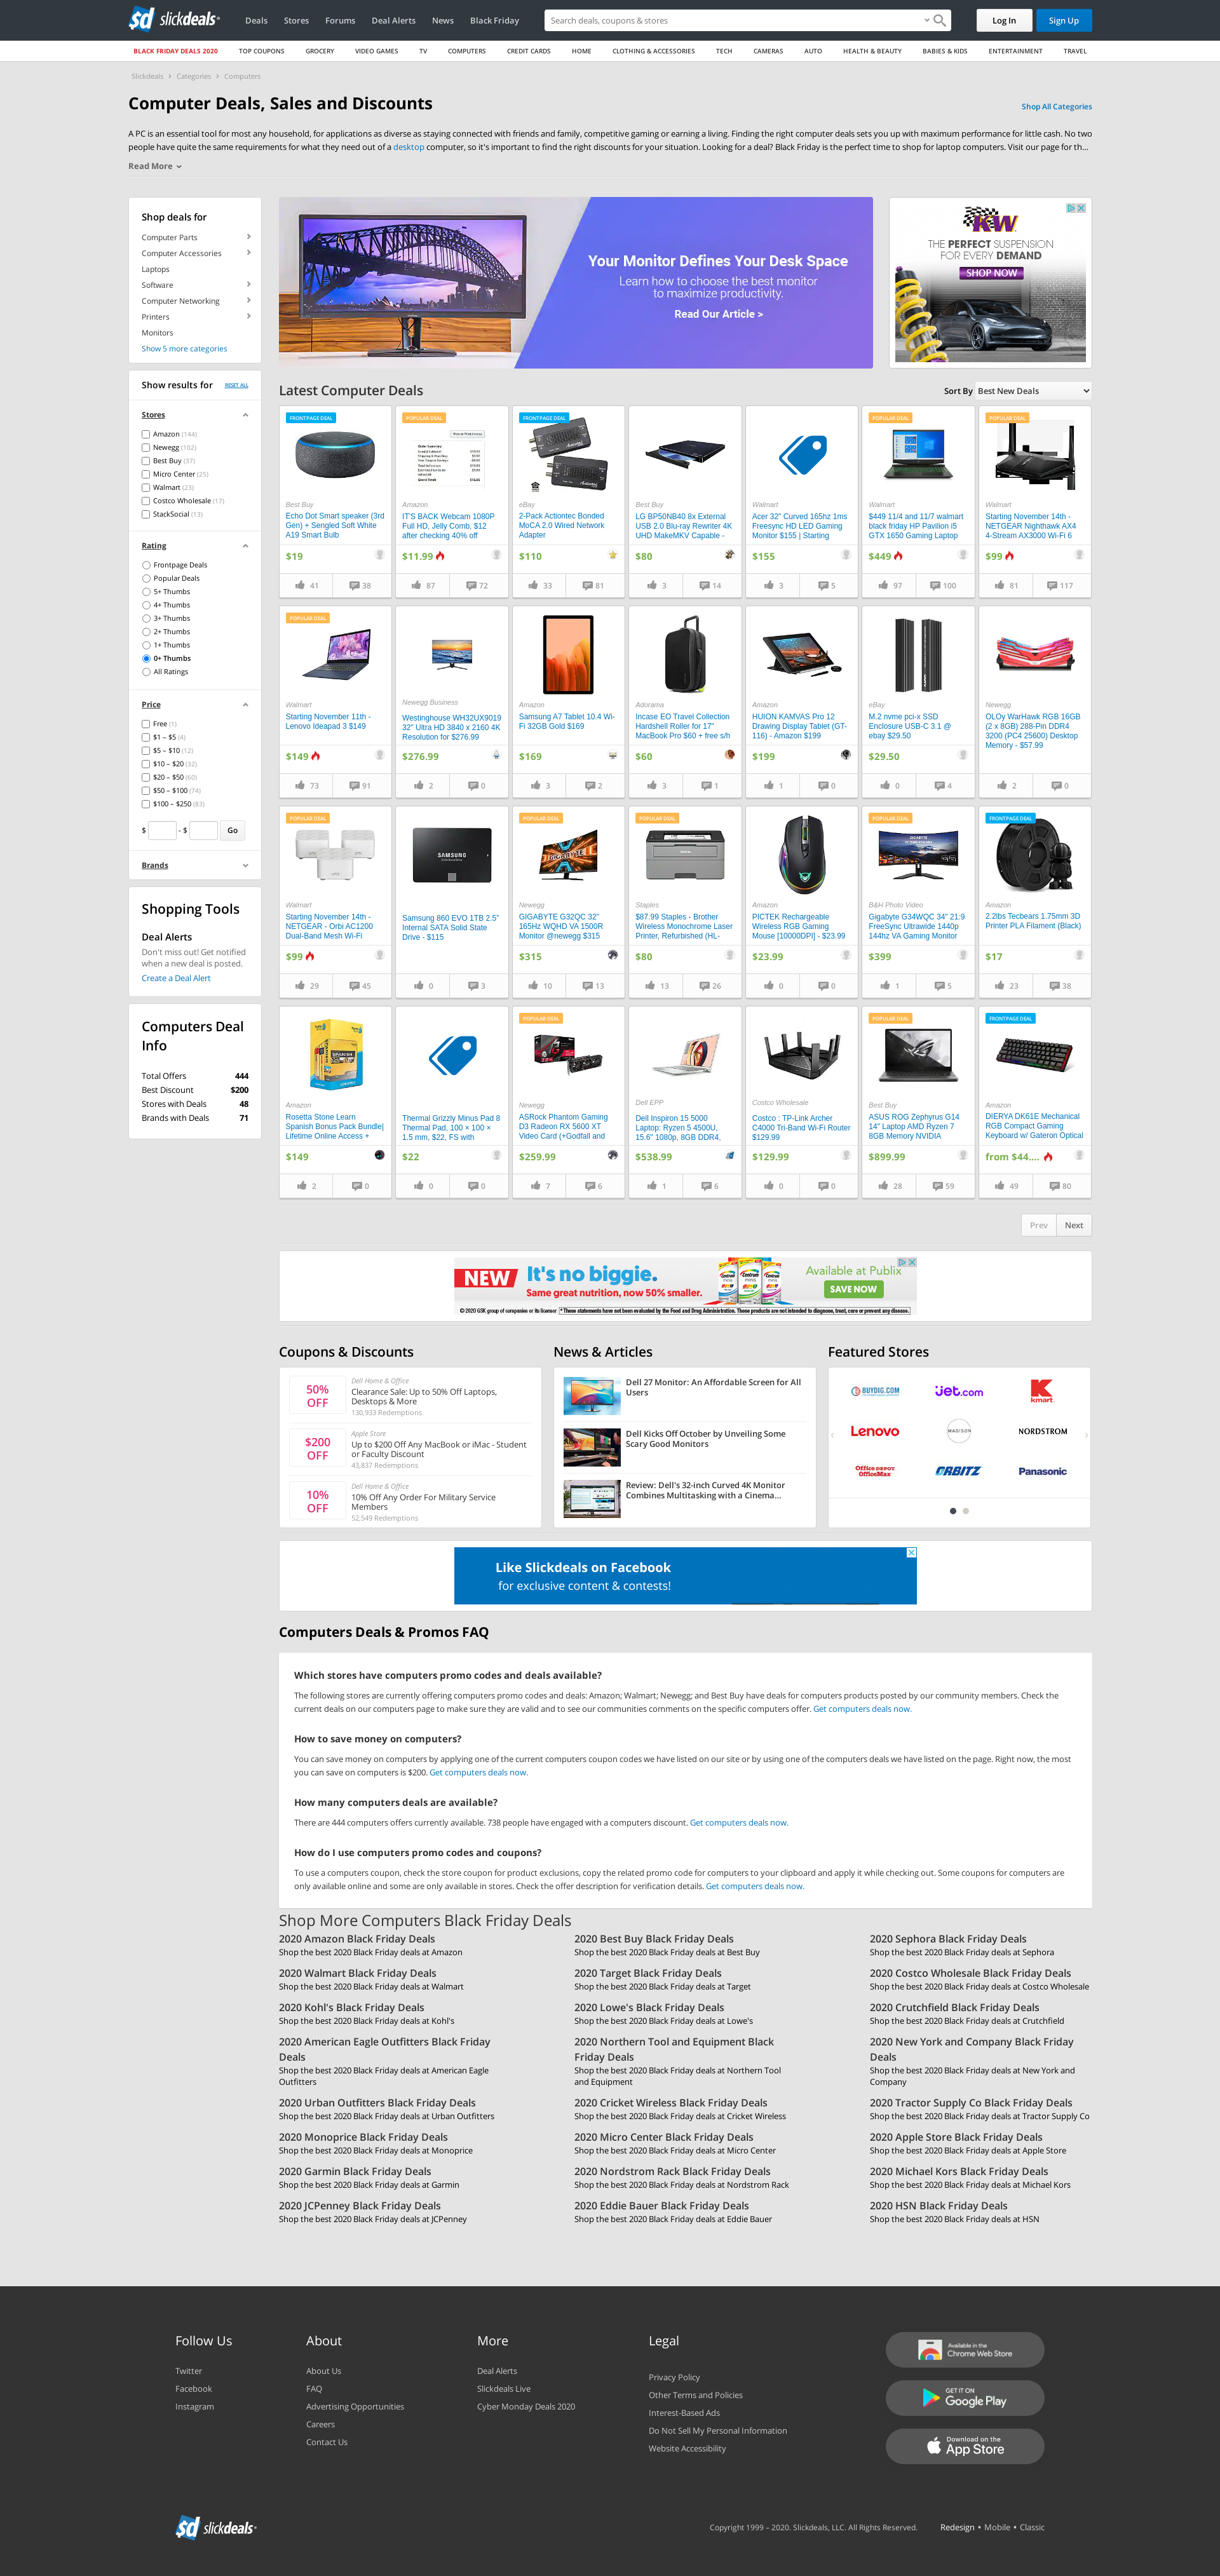 slickdeals
Deals
Stores
Forums
Deal Alerts
News
Black Friday
Search deals, coupons & stores
Log In
Sign Up
BLACK FRIDAY DEALS 2020
TOP COUPONS
GROCERY
VIDEO GAMES
TV
COMPUTERS
CREDIT CARDS
HOME
CLOTHING & ACCESSORIES
TECH
CAMERAS
AUTO
HEALTH & BEAUTY
BABIES & KIDS
ENTERTAINMENT
TRAVEL
Slickdeals › Categories › Computers
Computer Deals, Sales and Discounts
Shop All Categories
A PC is an essential tool for most any household, for applications as diverse as staying connected with friends and family, competitive gaming or earning a living. Finding the right computer deals sets you up with maximum performance for little cash. No two
people have quite the same requirements for what they need out of a desktop computer, so it's important to find the right discounts for your situation. Looking for a deal? Black Friday is the perfect time to shop for laptop computers. Visit our page for th...
Read More
Shop deals for
Computer Parts
Computer Accessories
Laptops
Software
Computer Networking
Printers
Monitors
Show 5 more categories
Show results for
RESET ALL
Stores
Amazon (144)
Newegg (102)
Best Buy (37)
Micro Center (25)
Walmart (23)
Costco Wholesale (17)
StackSocial (13)
Rating
Frontpage Deals
Popular Deals
5+ Thumbs
4+ Thumbs
3+ Thumbs
2+ Thumbs
1+ Thumbs
0+ Thumbs
All Ratings
Price
Free (1)
$1 – $5 (4)
$5 – $10 (12)
$10 – $20 (32)
$20 – $50 (60)
$50 – $100 (74)
$100 – $250 (83)
$ - $ Go
Brands
Shopping Tools
Deal Alerts
Don't miss out! Get notified
when a new deal is posted.
Create a Deal Alert
Computers Deal
Info
Total Offers 444
Best Discount $200
Stores with Deals 48
Brands with Deals 71
Your Monitor Defines Your Desk Space
Learn how to choose the best monitor
to maximize productivity.
Read Our Article >
KW
THE PERFECT SUSPENSION
FOR EVERY DEMAND
SHOP NOW
Latest Computer Deals
Sort By Best New Deals
FRONTPAGE DEAL
Best Buy
Echo Dot Smart speaker (3rd
Gen) + Sengled Soft White
A19 Smart Bulb
$19
41 38
POPULAR DEAL
Amazon
IT'S BACK Webcam 1080P
Full HD, Jelly Comb, $12
after checking 40% off
$11.99
87 72
FRONTPAGE DEAL
eBay
2-Pack Actiontec Bonded
MoCA 2.0 Wired Network
Adapter
$110
33 81
Best Buy
LG BP50NB40 8x External
USB 2.0 Blu-ray Rewriter 4K
UHD MakeMKV Capable -
$80
3 14
Walmart
Acer 32" Curved 165hz 1ms
Freesync HD LED Gaming
Monitor $155 | Starting
$155
3 5
POPULAR DEAL
Walmart
$449 11/4 and 11/7 walmart
black friday HP Pavilion i5
GTX 1650 Gaming Laptop
$449
97 100
POPULAR DEAL
Walmart
Starting November 14th -
NETGEAR Nighthawk AX4
4-Stream AX3000 Wi-Fi 6
$99
81 117
POPULAR DEAL
Walmart
Starting November 11th -
Lenovo Ideapad 3 $149
$149
73 91
Newegg Business
Westinghouse WH32UX9019
32" Ultra HD 3840 x 2160 4K
Resolution for $276.99
$276.99
2 0
Amazon
Samsung A7 Tablet 10.4 Wi-
Fi 32GB Gold $169
$169
3 2
Adorama
Incase EO Travel Collection
Hardshell Roller for 17"
MacBook Pro $60 + free s/h
$60
3 1
Amazon
HUION KAMVAS Pro 12
Drawing Display Tablet (GT-
116) - Amazon $199
$199
1 0
eBay
M.2 nvme pci-x SSD
Enclosure USB-C 3.1 @
ebay $29.50
$29.50
0 4
Newegg
OLOy WarHawk RGB 16GB
(2 x 8GB) 288-Pin DDR4
3200 (PC4 25600) Desktop
Memory - $57.99
2 0
POPULAR DEAL
Walmart
Starting November 14th -
NETGEAR - Orbi AC1200
Dual-Band Mesh Wi-Fi
$99
29 45
SAMSUNG
Samsung 860 EVO 1TB 2.5"
Internal SATA Solid State
Drive - $115
0 3
POPULAR DEAL
Newegg
GIGABYTE G32QC 32"
165Hz WQHD VA 1500R
Monitor @newegg $315
$315
10 13
POPULAR DEAL
Staples
$87.99 Staples - Brother
Wireless Monochrome Laser
Printer, Refurbished (HL-
$80
13 26
Amazon
PICTEK Rechargeable
Wireless RGB Gaming
Mouse [10000DPI] - $23.99
$23.99
0 0
POPULAR DEAL
B&H Photo Video
Gigabyte G34WQC 34" 21:9
FreeSync Ultrawide 1440p
144hz VA Gaming Monitor
$399
1 5
FRONTPAGE DEAL
Amazon
2.2lbs Tecbears 1.75mm 3D
Printer PLA Filament (Black)
$17
23 38
Amazon
Rosetta Stone Learn
Spanish Bonus Pack Bundle|
Lifetime Online Access +
$149
2 0
Thermal Grizzly Minus Pad 8
Thermal Pad, 100 × 100 ×
1.5 mm, $22, FS with
$22
0 0
POPULAR DEAL
Newegg
ASRock Phantom Gaming
D3 Radeon RX 5600 XT
Video Card (+Godfall and
$259.99
7 6
Dell EPP
Dell Inspiron 15 5000
Laptop: Ryzen 5 4500U,
15.6" 1080p, 8GB DDR4,
$538.99
1 6
Costco Wholesale
Costco : TP-Link Archer
C4000 Tri-Band Wi-Fi Router
$129.99
$129.99
0 0
POPULAR DEAL
Best Buy
ASUS ROG Zephyrus G14
14" Laptop AMD Ryzen 7
8GB Memory NVIDIA
$899.99
28 59
FRONTPAGE DEAL
Amazon
DIERYA DK61E Mechanical
RGB Compact Gaming
Keyboard w/ Gateron Optical
from $44....
49 80
Prev Next
NEW It's no biggie.
Same great nutrition, now 50% smaller.
Available at Publix
SAVE NOW
© 2020 GSK group of companies or its licensor
* These statements have not been evaluated by the Food and Drug Administration. These products are not intended to diagnose, treat, cure or prevent any disease.
Coupons & Discounts
50%
OFF
Dell Home & Office
Clearance Sale: Up to 50% Off Laptops,
Desktops & More
130,933 Redemptions
$200
OFF
Apple Store
Up to $200 Off Any MacBook or iMac - Student
or Faculty Discount
43,837 Redemptions
10%
OFF
Dell Home & Office
10% Off Any Order For Military Service
Members
52,549 Redemptions
News & Articles
Dell 27 Monitor: An Affordable Screen for All
Users
Dell Kicks Off October by Unveiling Some
Scary Good Monitors
Review: Dell's 32-inch Curved 4K Monitor
Combines Multitasking with a Cinema...
Featured Stores
BUYDIG.COM
Jet.com
kmart
Lenovo
MADISON
NORDSTROM
Office DEPOT
OfficeMax
ORBITZ
Panasonic
Like Slickdeals on Facebook
for exclusive content & contests!
Computers Deals & Promos FAQ
Which stores have computers promo codes and deals available?
The following stores are currently offering computers promo codes and deals: Amazon; Walmart; Newegg; and Best Buy have deals for computers products posted by our community members. Check the
current deals on our computers page to make sure they are valid and to see our communities comments on the specific computers offer. Get computers deals now.
How to save money on computers?
You can save money on computers by applying one of the current computers coupon codes we have listed on our site or by using one of the computers deals we have listed on the page. Right now, the most
you can save on computers is $200. Get computers deals now.
How many computers deals are available?
There are 444 computers offers currently available. 738 people have engaged with a computers discount. Get computers deals now.
How do I use computers promo codes and coupons?
To use a computers coupon, check the store coupon for product exclusions, copy the related promo code for computers to your clipboard and apply it while checking out. Some coupons for computers are
only available online and some are only available in stores. Check the offer description for verification details. Get computers deals now.
Shop More Computers Black Friday Deals
2020 Amazon Black Friday Deals
Shop the best 2020 Black Friday deals at Amazon
2020 Best Buy Black Friday Deals
Shop the best 2020 Black Friday deals at Best Buy
2020 Sephora Black Friday Deals
Shop the best 2020 Black Friday deals at Sephora
2020 Walmart Black Friday Deals
Shop the best 2020 Black Friday deals at Walmart
2020 Target Black Friday Deals
Shop the best 2020 Black Friday deals at Target
2020 Costco Wholesale Black Friday Deals
Shop the best 2020 Black Friday deals at Costco Wholesale
2020 Kohl's Black Friday Deals
Shop the best 2020 Black Friday deals at Kohl's
2020 Lowe's Black Friday Deals
Shop the best 2020 Black Friday deals at Lowe's
2020 Crutchfield Black Friday Deals
Shop the best 2020 Black Friday deals at Crutchfield
2020 American Eagle Outfitters Black Friday
Deals
Shop the best 2020 Black Friday deals at American Eagle
Outfitters
2020 Northern Tool and Equipment Black
Friday Deals
Shop the best 2020 Black Friday deals at Northern Tool
and Equipment
2020 New York and Company Black Friday
Deals
Shop the best 2020 Black Friday deals at New York and
Company
2020 Urban Outfitters Black Friday Deals
Shop the best 2020 Black Friday deals at Urban Outfitters
2020 Cricket Wireless Black Friday Deals
Shop the best 2020 Black Friday deals at Cricket Wireless
2020 Tractor Supply Co Black Friday Deals
Shop the best 2020 Black Friday deals at Tractor Supply Co
2020 Monoprice Black Friday Deals
Shop the best 2020 Black Friday deals at Monoprice
2020 Micro Center Black Friday Deals
Shop the best 2020 Black Friday deals at Micro Center
2020 Apple Store Black Friday Deals
Shop the best 2020 Black Friday deals at Apple Store
2020 Garmin Black Friday Deals
Shop the best 2020 Black Friday deals at Garmin
2020 Nordstrom Rack Black Friday Deals
Shop the best 2020 Black Friday deals at Nordstrom Rack
2020 Michael Kors Black Friday Deals
Shop the best 2020 Black Friday deals at Michael Kors
2020 JCPenney Black Friday Deals
Shop the best 2020 Black Friday deals at JCPenney
2020 Eddie Bauer Black Friday Deals
Shop the best 2020 Black Friday deals at Eddie Bauer
2020 HSN Black Friday Deals
Shop the best 2020 Black Friday deals at HSN
Follow Us
Twitter
Facebook
Instagram
About
About Us
FAQ
Advertising Opportunities
Careers
Contact Us
More
Deal Alerts
Slickdeals Live
Cyber Monday Deals 2020
Legal
Privacy Policy
Other Terms and Policies
Interest-Based Ads
Do Not Sell My Personal Information
Website Accessibility
Available in the
Chrome Web Store
GET IT ON
Google Play
Download on the
App Store
slickdeals
Copyright 1999 – 2020. Slickdeals, LLC. All Rights Reserved.
Redesign • Mobile • Classic